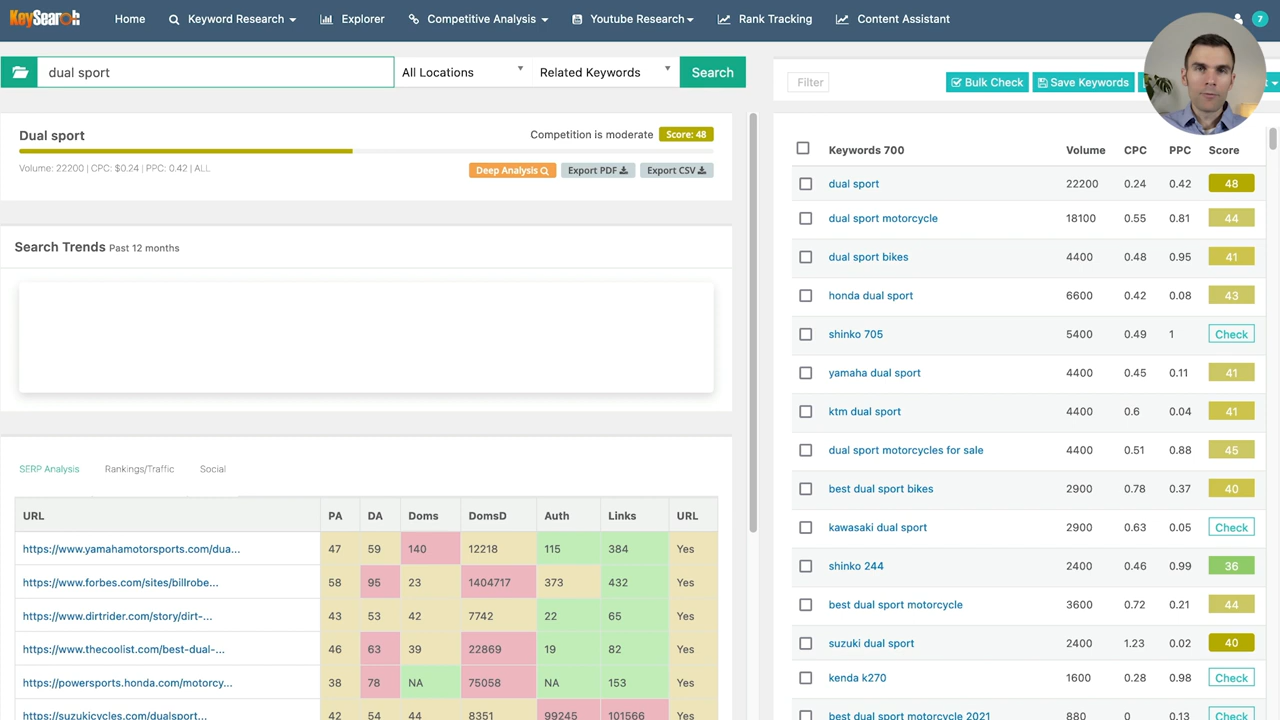 KeySearch Home Keyword Research Explorer Competitive Analysis Youtube Research Rank Tracking Content Assistant 7
dual sport All Locations Related Keywords Search
Filter Bulk Check Save Keywords
Dual sport Competition is moderate Score: 48
Volume: 22200 | CPC: $0.24 | PPC: 0.42 | ALL Deep Analysis Export PDF Export CSV
Search Trends Past 12 months
SERP Analysis Rankings/Traffic Social
URL PA DA Doms DomsD Auth Links URL
https://www.yamahamotorsports.com/dua... 47 59 140 12218 115 384 Yes
https://www.forbes.com/sites/billrobe... 58 95 23 1404717 373 432 Yes
https://www.dirtrider.com/story/dirt-... 43 53 42 7742 22 65 Yes
https://www.thecoolist.com/best-dual-... 46 63 39 22869 19 82 Yes
https://powersports.honda.com/motorcy... 38 78 NA 75058 NA 153 Yes
https://suzukicycles.com/dualsport... 42 54 44 8351 99245 101566 Yes
Keywords 700 Volume CPC PPC Score
dual sport 22200 0.24 0.42 48
dual sport motorcycle 18100 0.55 0.81 44
dual sport bikes 4400 0.48 0.95 41
honda dual sport 6600 0.42 0.08 43
shinko 705 5400 0.49 1 Check
yamaha dual sport 4400 0.45 0.11 41
ktm dual sport 4400 0.6 0.04 41
dual sport motorcycles for sale 4400 0.51 0.88 45
best dual sport bikes 2900 0.78 0.37 40
kawasaki dual sport 2900 0.63 0.05 Check
shinko 244 2400 0.46 0.99 36
best dual sport motorcycle 3600 0.72 0.21 44
suzuki dual sport 2400 1.23 0.02 40
kenda k270 1600 0.28 0.98 Check
best dual sport motorcycle 2021 880 0 0.13 Check